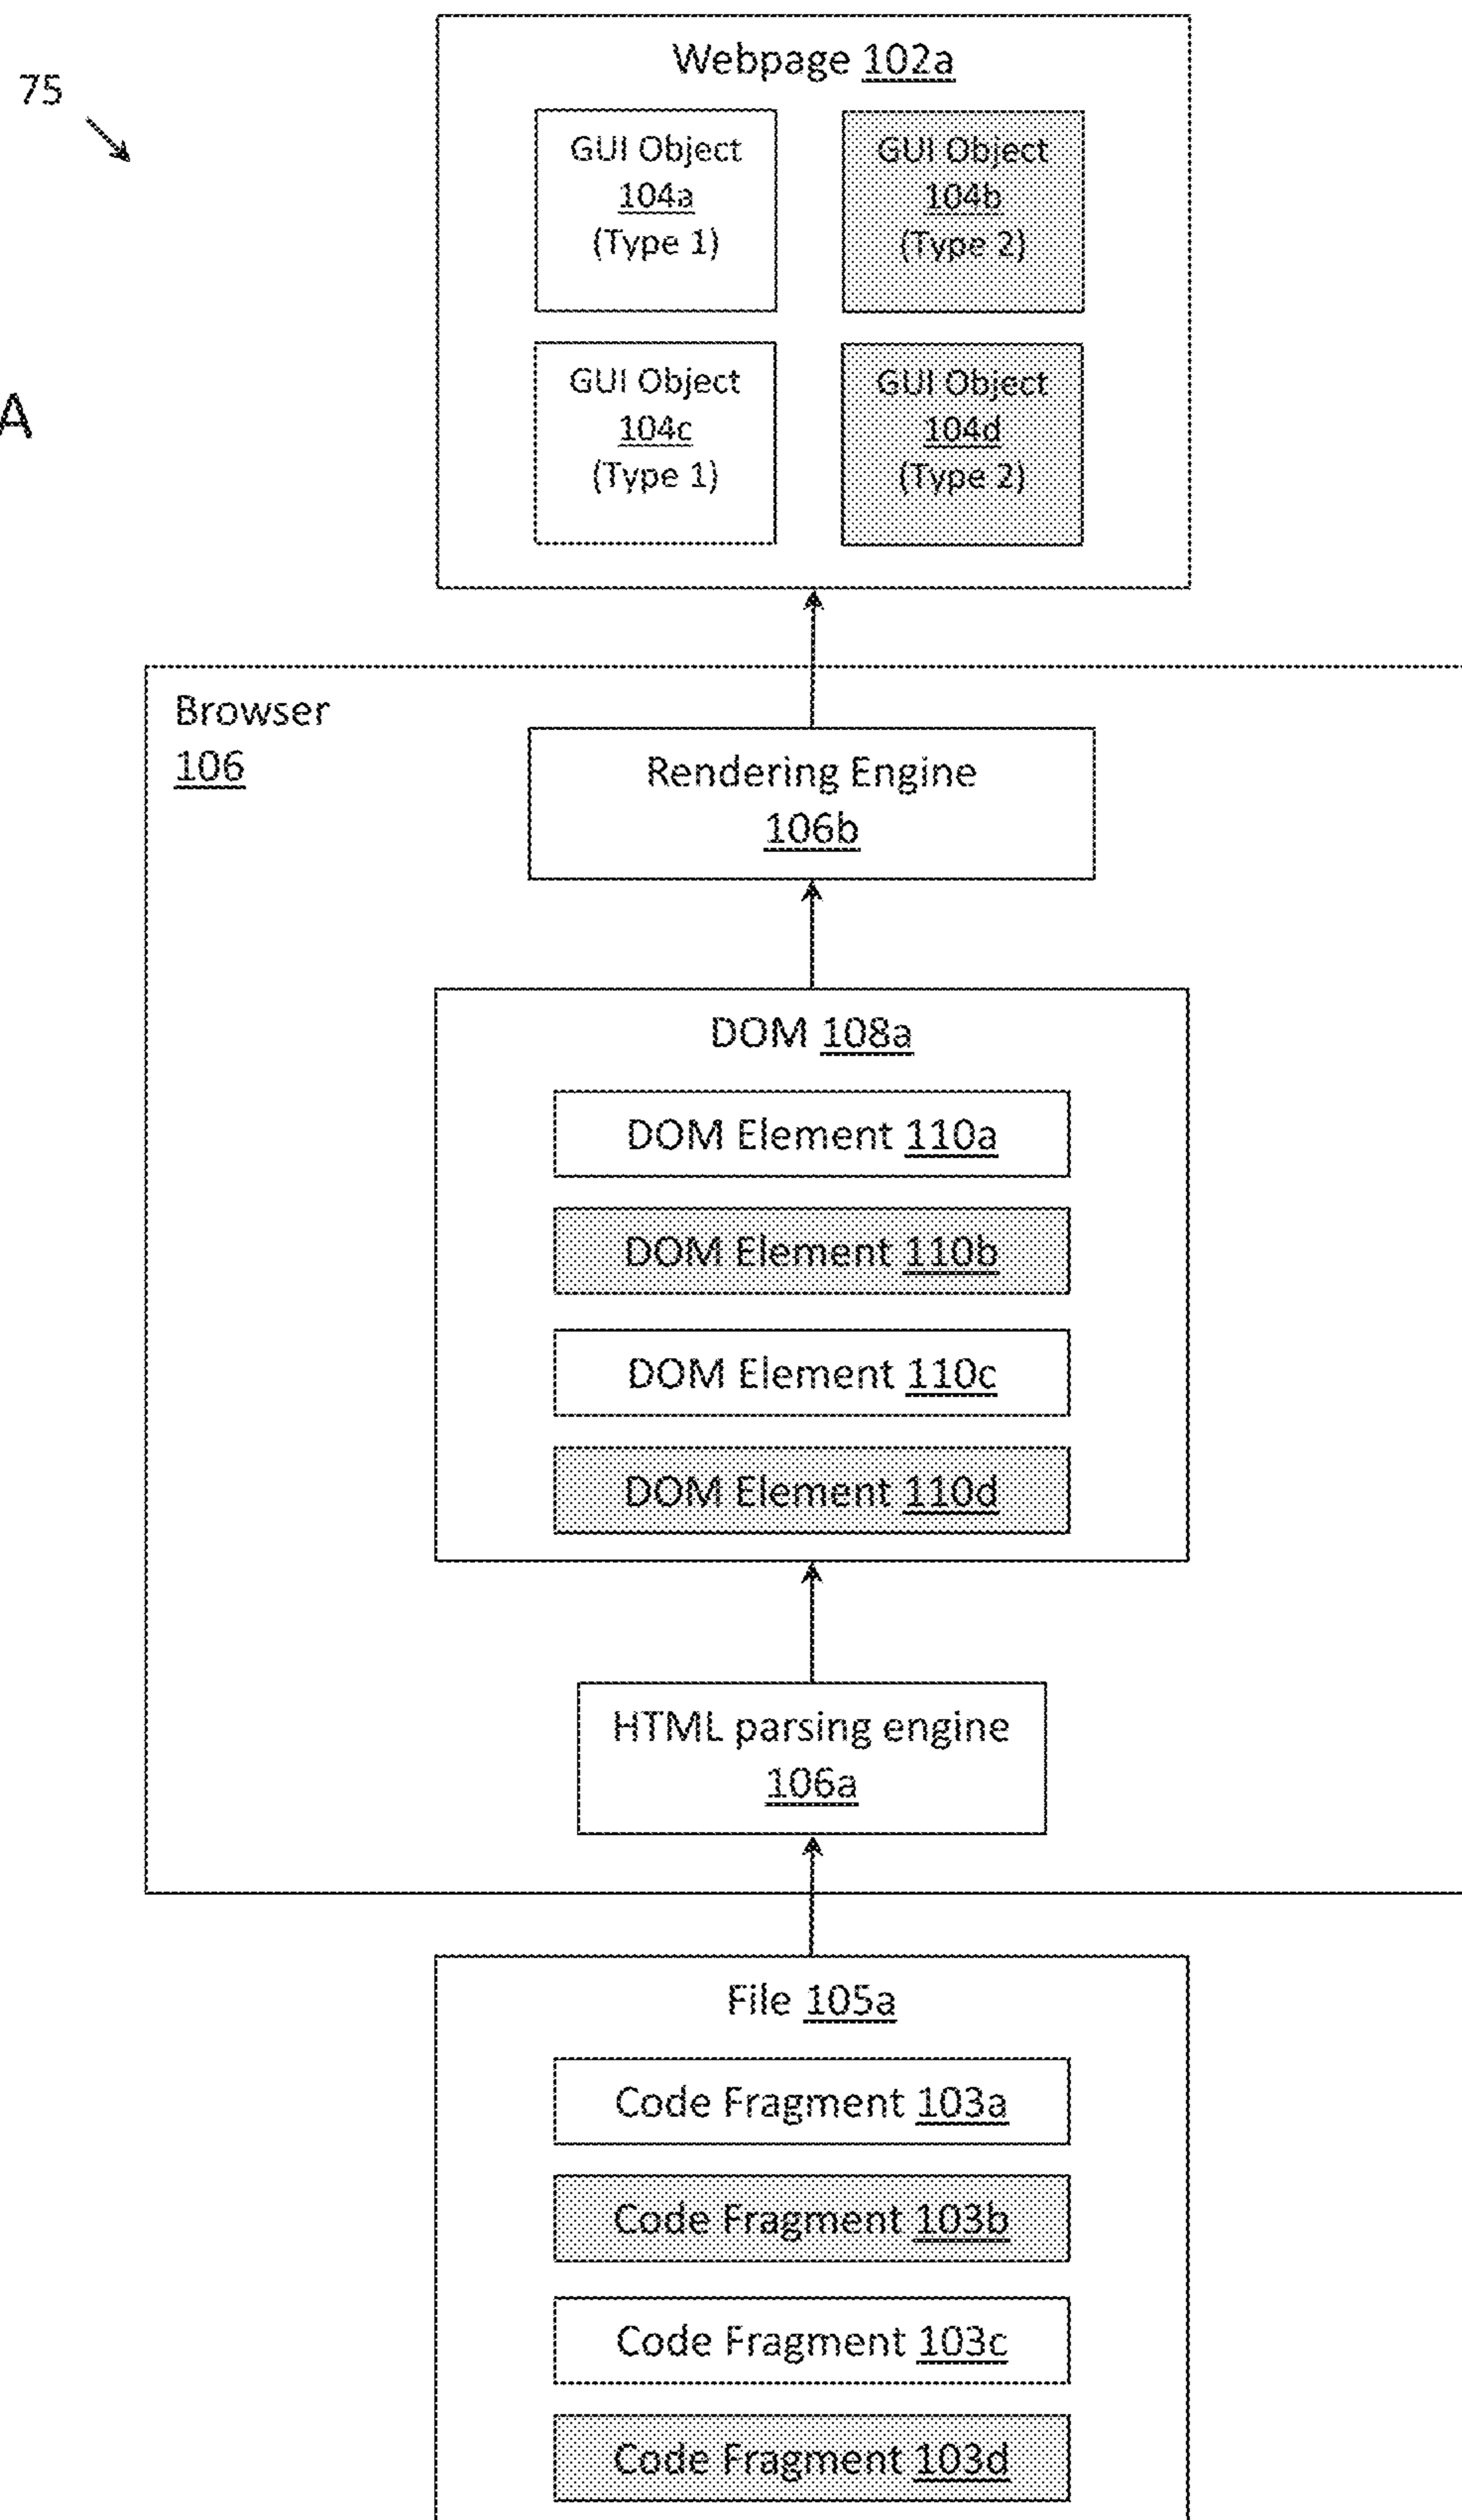 75
Webpage 102a
GUI Object
104a
(Type 1)
GUI Object
104b
(Type 2)
GUI Object
104c
(Type 1)
GUI Object
104d
(Type 2)
A
Browser
106
Rendering Engine
106b
DOM 108a
DOM Element 110a
DOM Element 110b
DOM Element 110c
DOM Element 110d
HTML parsing engine
106a
File 105a
Code Fragment 103a
Code Fragment 103b
Code Fragment 103c
Code Fragment 103d